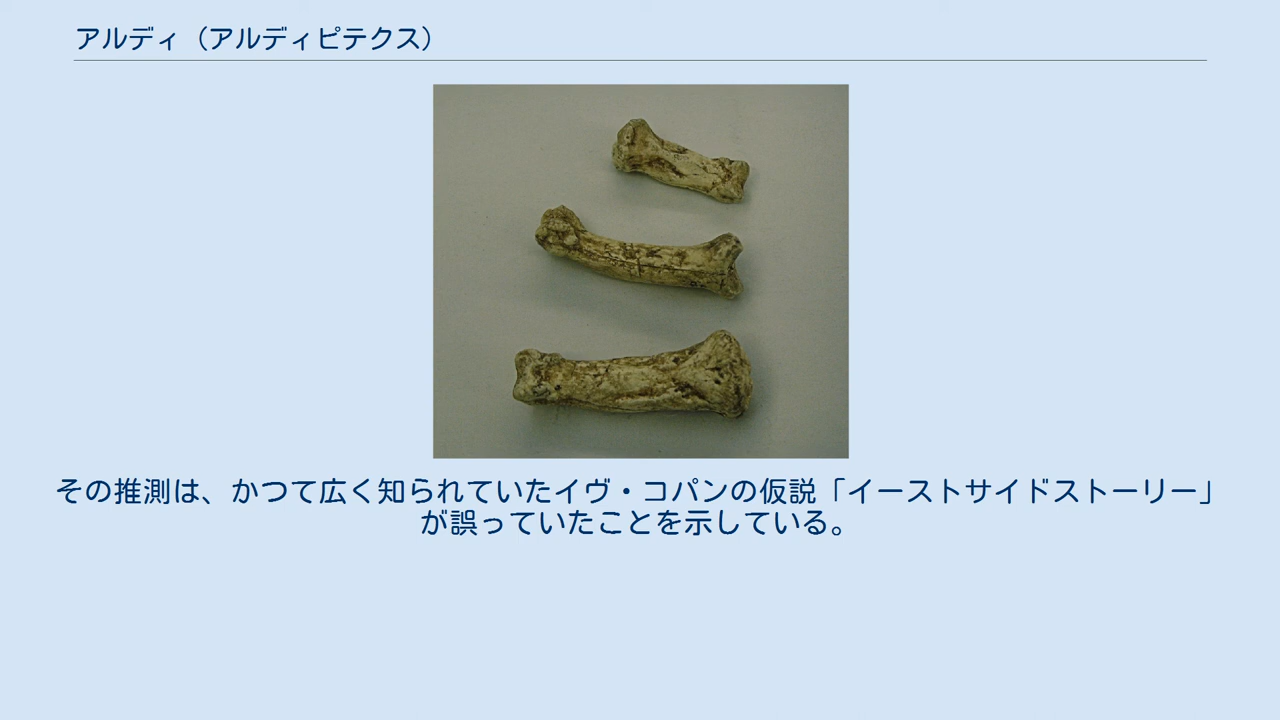 アルディ（アルディピテクス）
その推測は、かつて広く知られていたイヴ・コパンの仮説「イーストサイドストーリー」
が誤っていたことを示している。